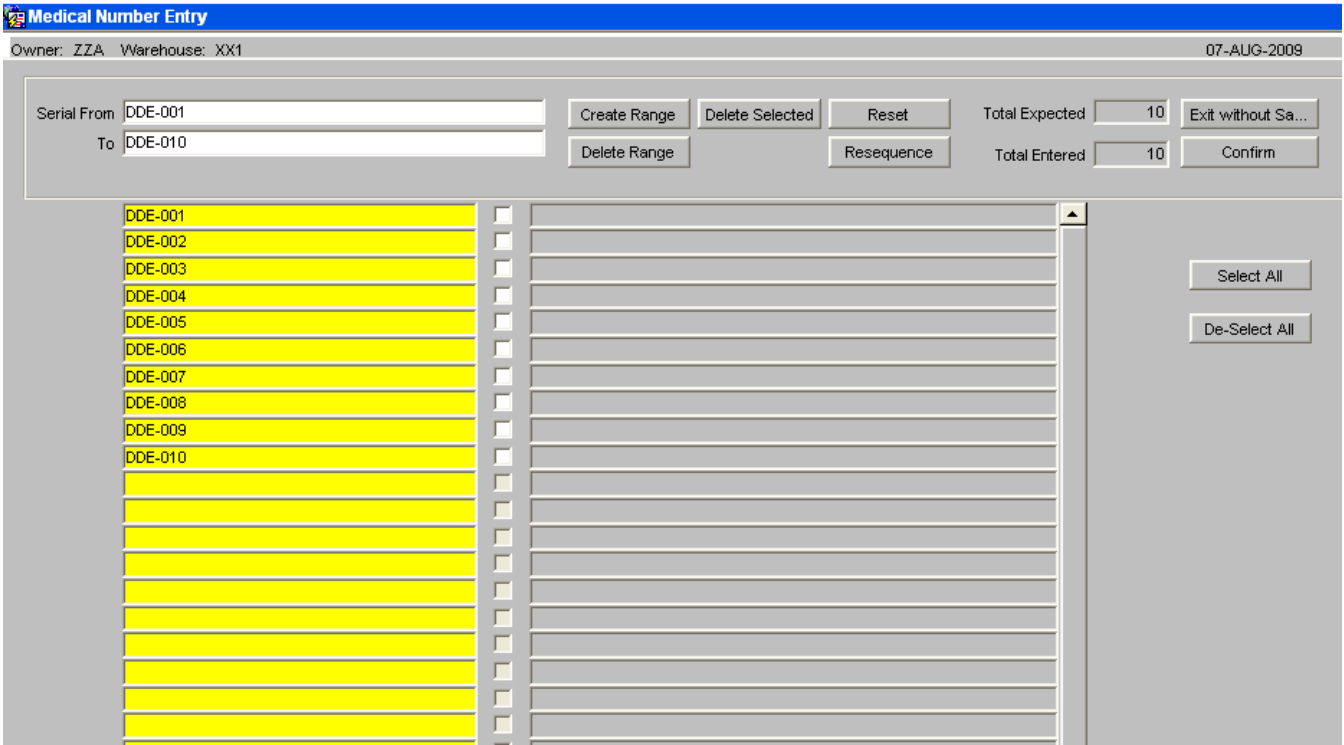 Medical Number Entry
Owner: ZZA Warehouse: XX1 07-AUG-2009
Serial From DDE-001 Create Range Delete Selected Reset Total Expected 10 Exit without Sa...
To DDE-010 Delete Range Resequence Total Entered 10 Confirm
DDE-001
DDE-002
DDE-003
Select All
DDE-004
DDE-005
De-Select All
DDE-006
DDE-007
DDE-008
DDE-009
DDE-010